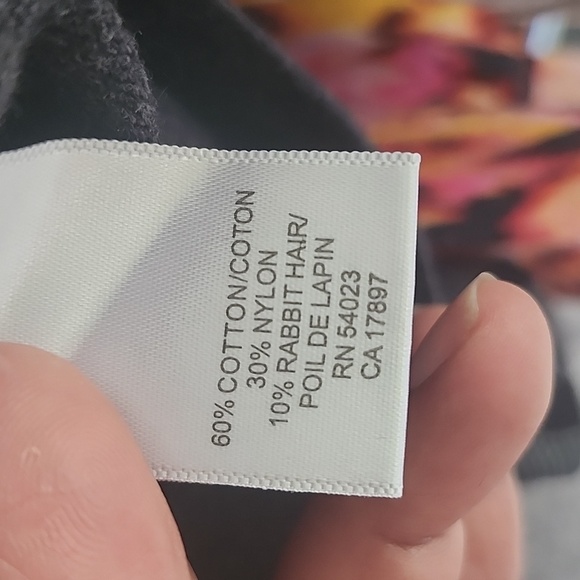 60% COTTON/COTON
30% NYLON
10% RABBIT HAIR/
POIL DE LAPIN
RN 54023
CA 17897